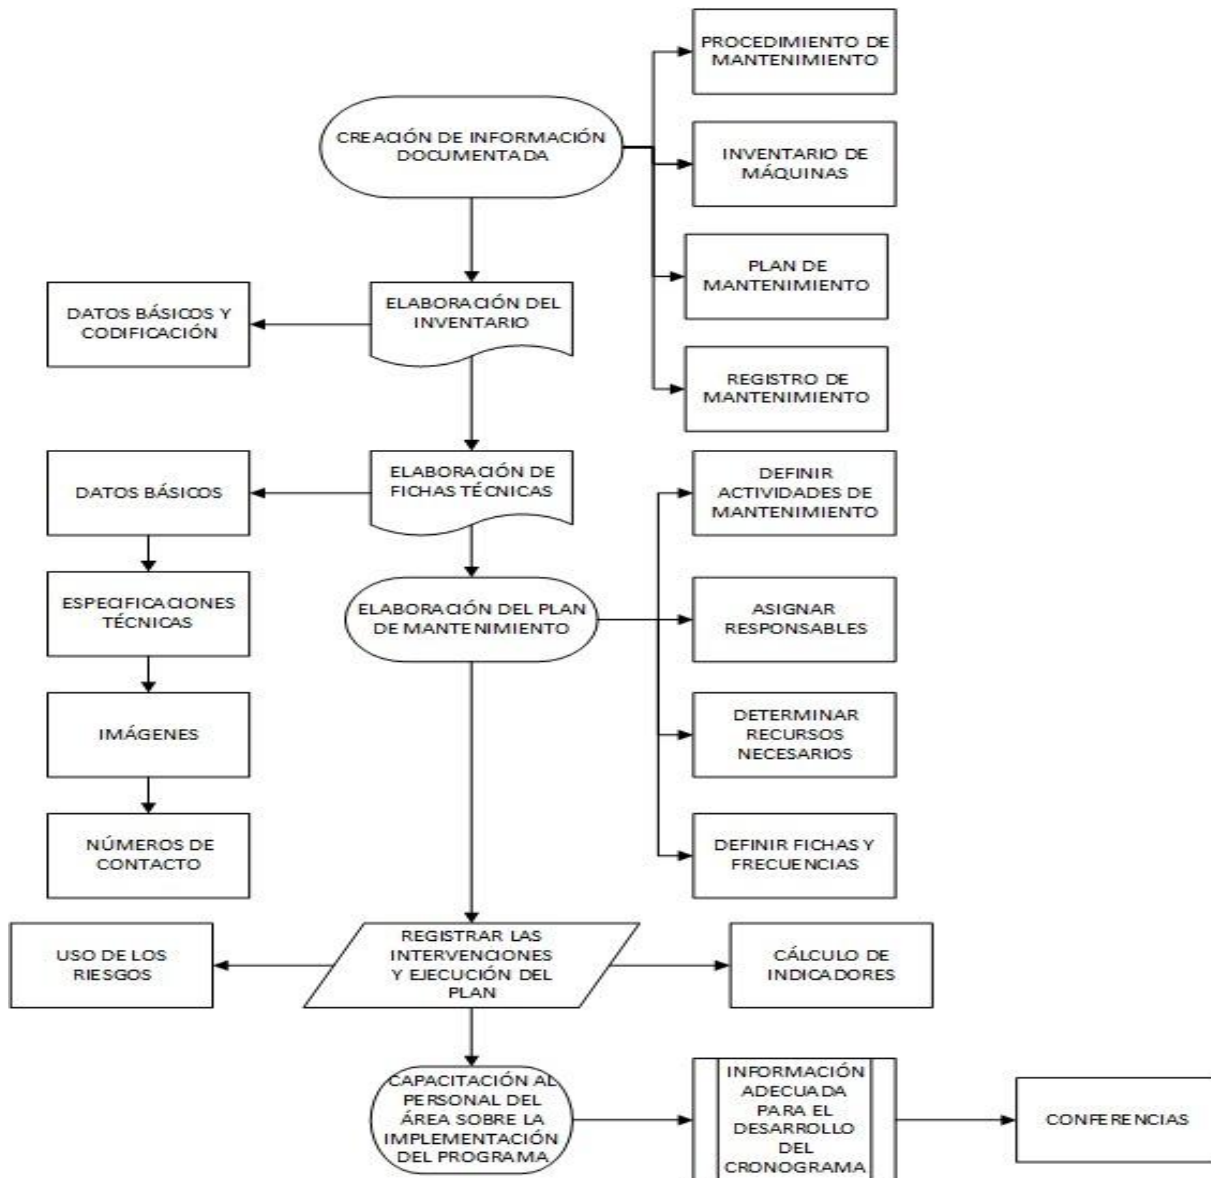 PROCEDIMIENTO DE
MANTENIMIENTO
CREACIÓN DE INFORMACIÓN
DOCUMENTADA
INVENTARIO DE
MÁQUINAS
PLAN DE
MANTENIMIENTO
ELABORACIÓN DEL
INVENTARIO
DATOS BÁSICOS Y
CODIFICACIÓN
REGISTRO DE
MANTENIMIENTO
ELABORACIÓN DE
FICHAS TÉCNICAS
DATOS BÁSICOS
DEFINIR
ACTIVIDADES DE
MANTENIMIENTO
ESPECIFICACIONES
TÉCNICAS
ELABORACIÓN DEL PLAN
DE MANTENIMIENTO
ASIGNAR
RESPONSABLES
IMÁGENES
DETERMINAR
RECURSOS
NECESARIOS
NÚMEROS DE
CONTACTO
DEFINIR FICHAS Y
FRECUENCIAS
USO DE LOS
RIESGOS
REGISTRAR LAS
INTERVENCIONES
Y EJECUCIÓN DEL
PLAN
CÁLCULO DE
INDICADORES
CAPACITACIÓN AL
PERSONAL DEL
ÁREA SOBRE LA
IMPLEMENTACIÓN
DEL PROGRAMA
INFORMACIÓN
ADECUADA
PARA EL
DESARROLLO
DEL
CRONOGRAMA
CONFERENCIAS